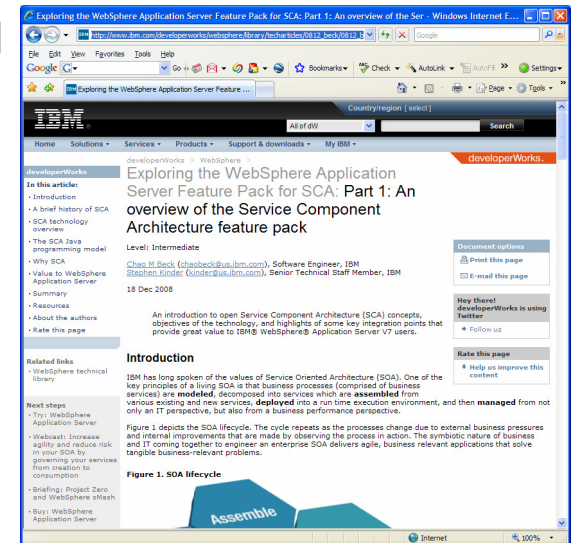 Exploring the WebSphere Application Server Feature Pack for SCA: Part 1: An overview of the Ser - Windows Internet E...
http://www.ibm.com/developerworks/websphere/library/techarticles/0812_beck/0812_b
Google
File Edit View Favorites Tools Help
Google G Go Bookmarks Check AutoLink AutoFill » Settings
Exploring the WebSphere Application Server Feature ... Page Tools »
Country/region [ select ]
IBM ®
All of dW Search
Home Solutions Services Products Support & downloads My IBM
developerWorks > WebSphere >
developerWorks.
Exploring the WebSphere Application
Server Feature Pack for SCA: Part 1: An
overview of the Service Component
Architecture feature pack
developerWorks
In this article:
· Introduction
· A brief history of SCA
· SCA technology
overview
· The SCA Java
programming model
· Why SCA
· Value to WebSphere
Application Server
· Summary
· Resources
· About the authors
· Rate this page
Related links
· WebSphere technical
library
Next steps
· Try: WebSphere
Application Server
· Webcast: Increase
agility and reduce risk
in your SOA by
governing your services
from creation to
consumption
· Briefing: Project Zero
and WebSphere sMash
· Buy: WebSphere
Application Server
Level: Intermediate
Chao M Beck (chaobeck@us.ibm.com), Software Engineer, IBM
Stephen Kinder (kinder@us.ibm.com), Senior Technical Staff Member, IBM
18 Dec 2008
An introduction to open Service Component Architecture (SCA) concepts,
objectives of the technology, and highlights of some key integration points that
provide great value to IBM® WebSphere® Application Server V7 users.
Document options
Print this page
E-mail this page
Hey there!
developerWorks is using
Twitter
Follow us
Rate this page
Help us improve this
content
Introduction
IBM has long spoken of the values of Service Oriented Architecture (SOA). One of the
key principles of a living SOA is that business processes (comprised of business
services) are modeled, decomposed into services which are assembled from
various existing and new services, deployed into a run time execution environment, and then managed from not
only an IT perspective, but also from a business performance perspective.
Figure 1 depicts the SOA lifecycle. The cycle repeats as the processes change due to external business pressures
and internal improvements that are made by observing the process in action. The symbiotic nature of business
and IT coming together to engineer an enterprise SOA delivers agile, business relevant applications that solve
tangible business-relevant problems.
Figure 1. SOA lifecycle
Assemble
Internet 100%